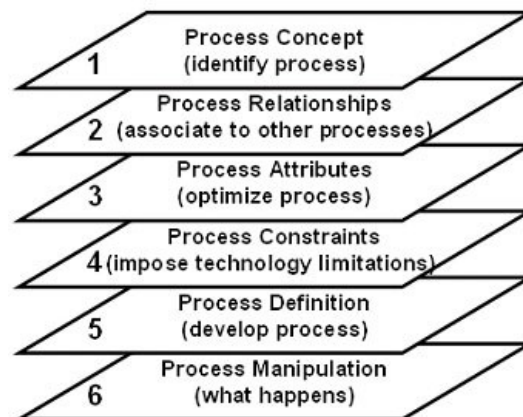 Process Concept
1 (identify process)
Process Relationships
2 (associate to other processes)
Process Attributes
3 (optimize process)
Process Constraints
4 (impose technology limitations)
Process Definition
5 (develop process)
Process Manipulation
6 (what happens)